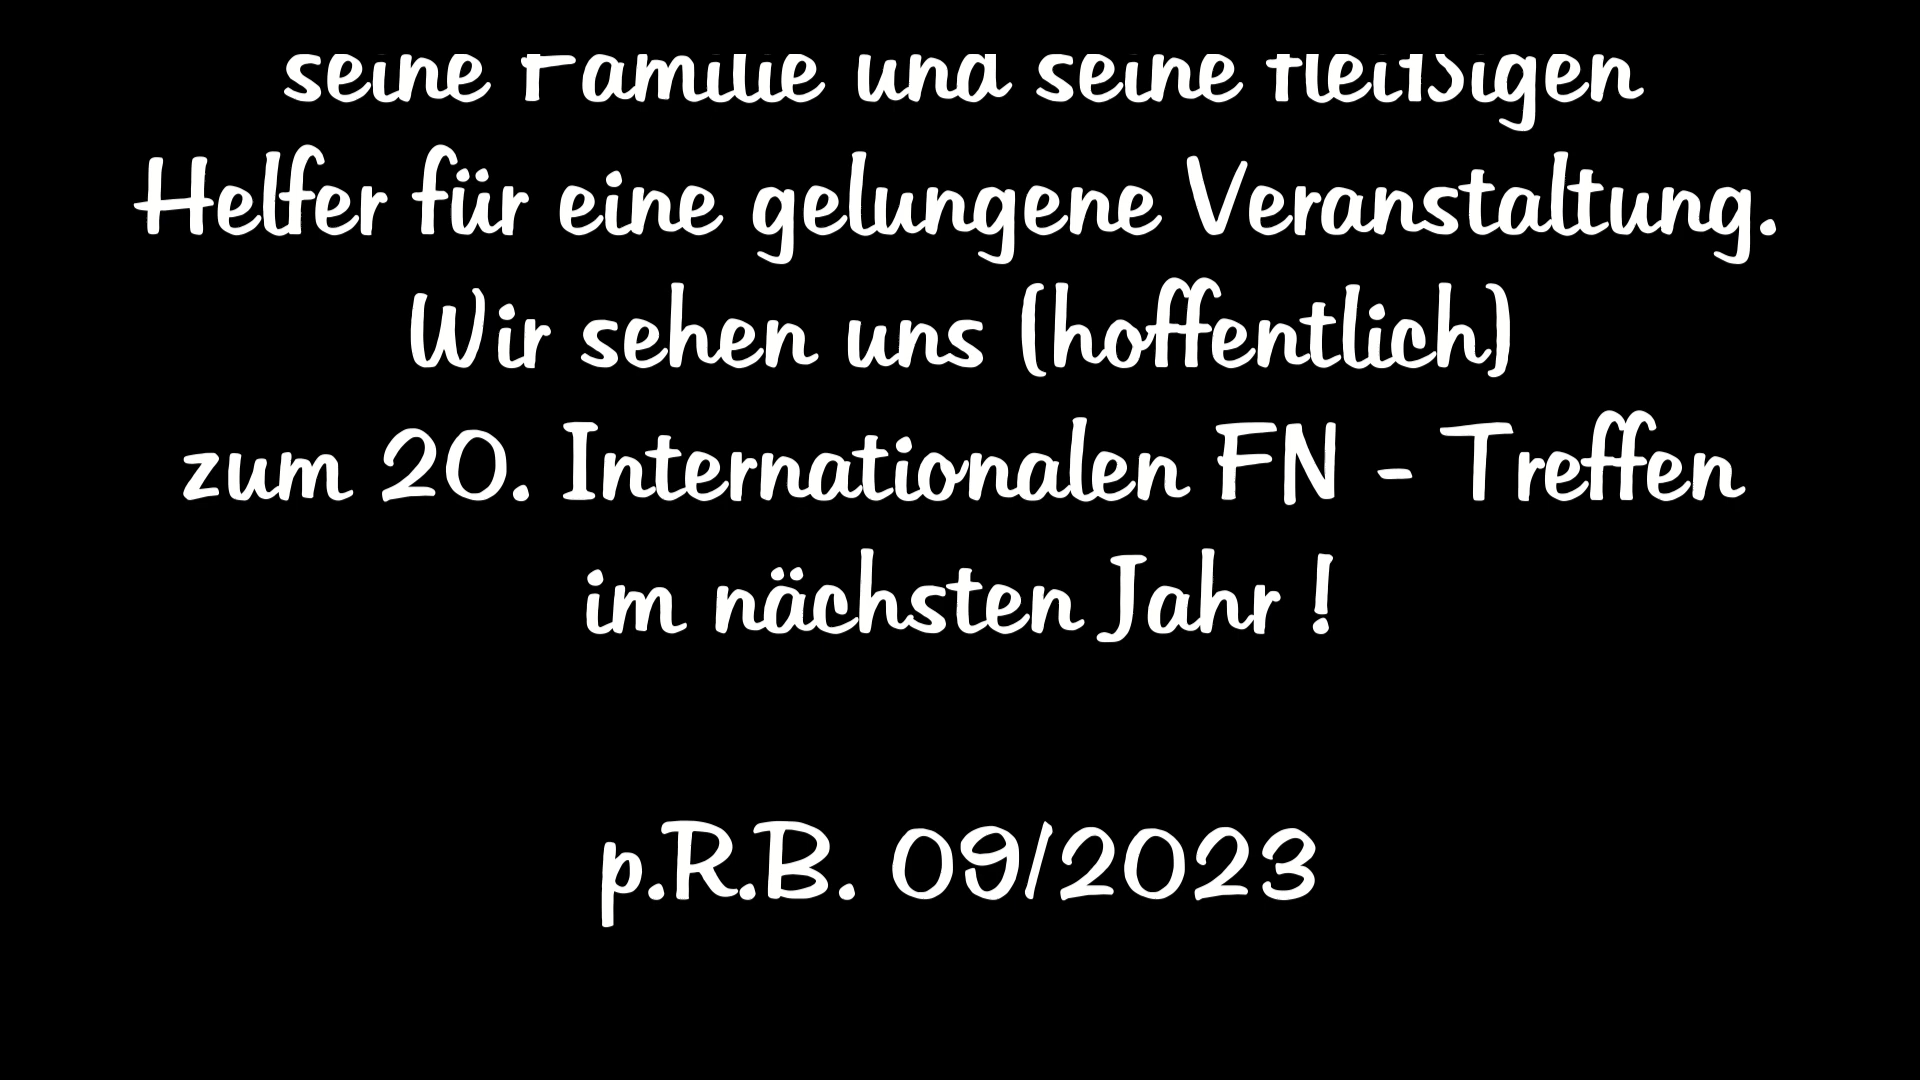 seine Familie und seine fleißigen
Helfer für eine gelungene Veranstaltung.
Wir sehen uns (hoffentlich)
zum 20. Internationalen FN - Treffen
im nächsten Jahr !
p.R.B. 09/2023